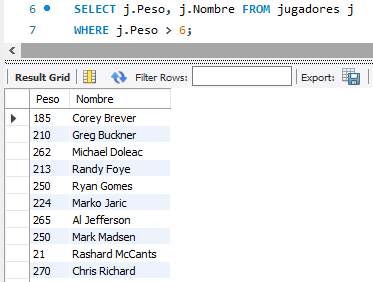 6 SELECT j.Peso, j.Nombre FROM jugadores j
7 WHERE j.Peso > 6;
Result Grid Filter Rows: Export:
Peso Nombre
185 Corey Brever
210 Greg Buckner
262 Michael Doleac
213 Randy Foye
250 Ryan Gomes
224 Marko Jaric
265 Al Jefferson
250 Mark Madsen
21 Rashard McCants
270 Chris Richard